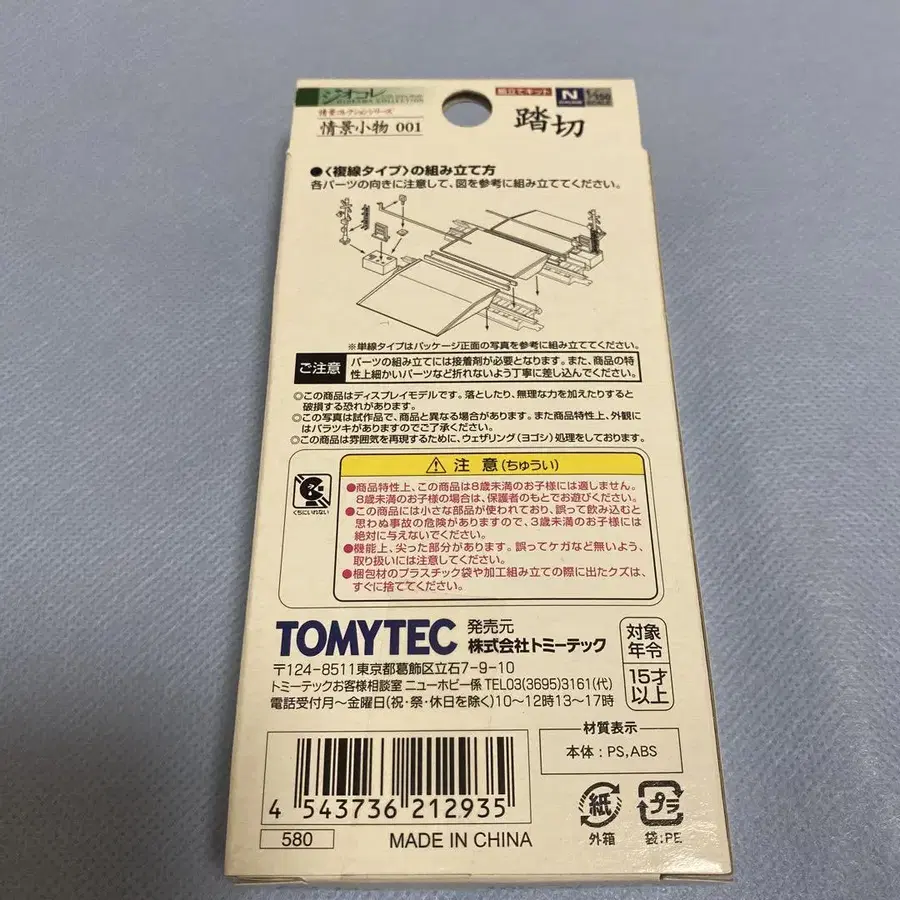 ジオコレ
情景コレクションシリーズ
情景小物 001
組立てキット
N
1/150
踏切
●〈複線タイプ〉の組み立て方
各パーツの向きに注意して、図を参考に組み立ててください。
※単線タイプはパッケージ正面の写真を参考に組み立ててください。
ご注意
パーツの組み立てには接着剤が必要となります。また、商品の特
性上細かいパーツなど折れないよう丁寧に差し込んでください。
◎この商品はディスプレイモデルです。落としたり、無理な力を加えたりすると
破損する恐れがあります。
◎この写真は試作品で、商品と異なる場合があります。また商品特性上、外観に
はバラツキがありますのでご了承ください。
◎この商品は雰囲気を再現するために、ウェザリング(ヨゴシ)処理をしております。
くちにいれない
注 意(ちゅうい)
●商品特性上、この商品は8歳未満のお子様には適しません。
8歳未満のお子様の場合は、保護者のもとでお遊びください。
●この商品には小さな部品が使われており、誤って飲み込むと
思わぬ事故の危険がありますので、3歳未満のお子様には
絶対に与えないでください。
●機能上、尖った部分があります。誤ってケガなど無いよう、
取り扱いには注意してください。
●梱包材のプラスチック袋や加工組み立ての際に出たクズは、
すぐに捨ててください。
TOMYTEC
発売元
株式会社トミーテック
〒124-8511東京都葛飾区立石7-9-10
トミーテックお客様相談室 ニューホビー係 TEL03(3695)3161(代)
電話受付月～金曜日(祝・祭・休日を除く)10～12時13～17時
対象
年令
15才
以上
材質表示
本体：PS,ABS
4 543736 212935
580
MADE IN CHINA
紙
外箱
プラ
袋:PE